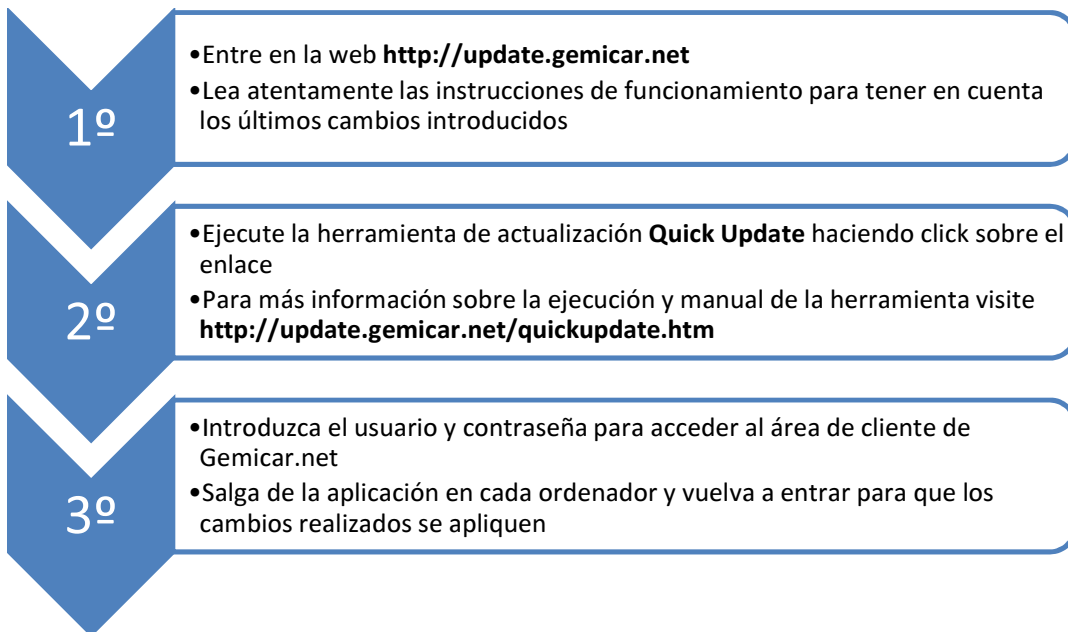 1º
•Entre en la web http://update.gemicar.net
•Lea atentamente las instrucciones de funcionamiento para tener en cuenta
los últimos cambios introducidos
2º
•Ejecute la herramienta de actualización Quick Update haciendo click sobre el
enlace
•Para más información sobre la ejecución y manual de la herramienta visite
http://update.gemicar.net/quickupdate.htm
3º
•Introduzca el usuario y contraseña para acceder al área de cliente de
Gemicar.net
•Salga de la aplicación en cada ordenador y vuelva a entrar para que los
cambios realizados se apliquen